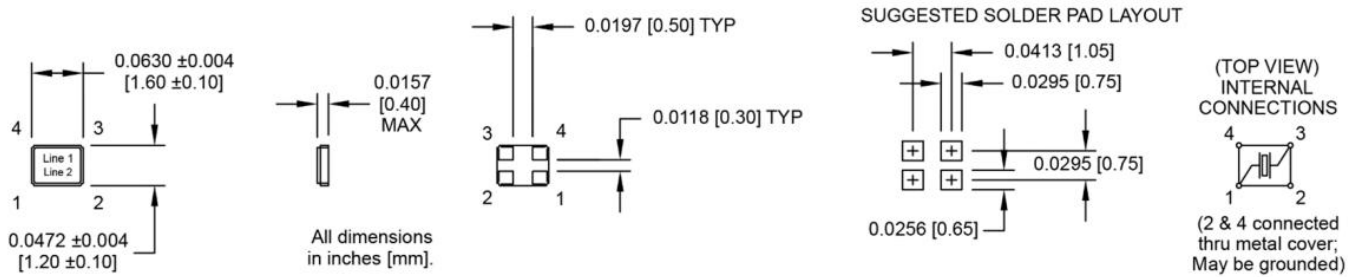 0.0630 ±0.004
[1.60 ±0.10]
4
3
Line 1
Line 2
1
2
0.0472 ±0.004
[1.20 ±0.10]
0.0157
[0.40]
MAX
All dimensions
in inches [mm].
0.0197 [0.50] TYP
0.0118 [0.30] TYP
3
4
2
1
SUGGESTED SOLDER PAD LAYOUT
0.0413 [1.05]
0.0295 [0.75]
0.0295 [0.75]
0.0256 [0.65]
(TOP VIEW)
INTERNAL
CONNECTIONS
4
3
1
2
(2 & 4 connected
thru metal cover;
May be grounded)